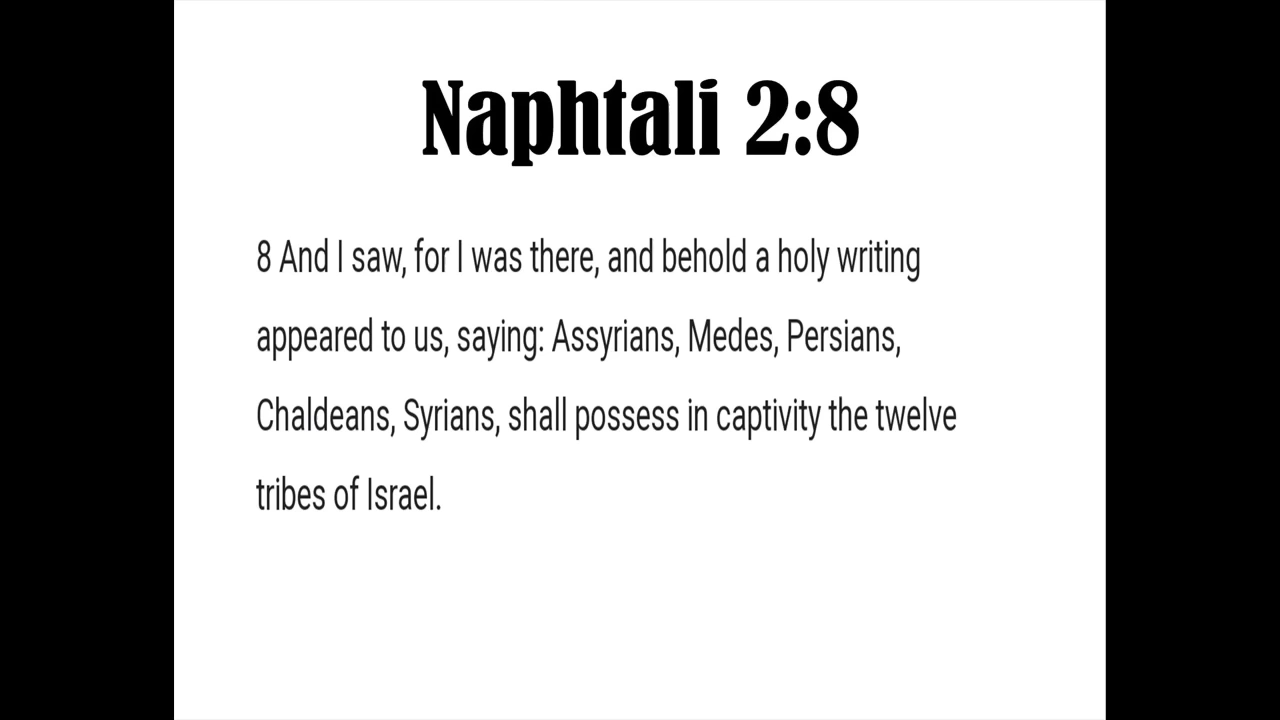 Naphtali 2:8
8 And I saw, for I was there, and behold a holy writing
appeared to us, saying: Assyrians, Medes, Persians,
Chaldeans, Syrians, shall possess in captivity the twelve
tribes of Israel.